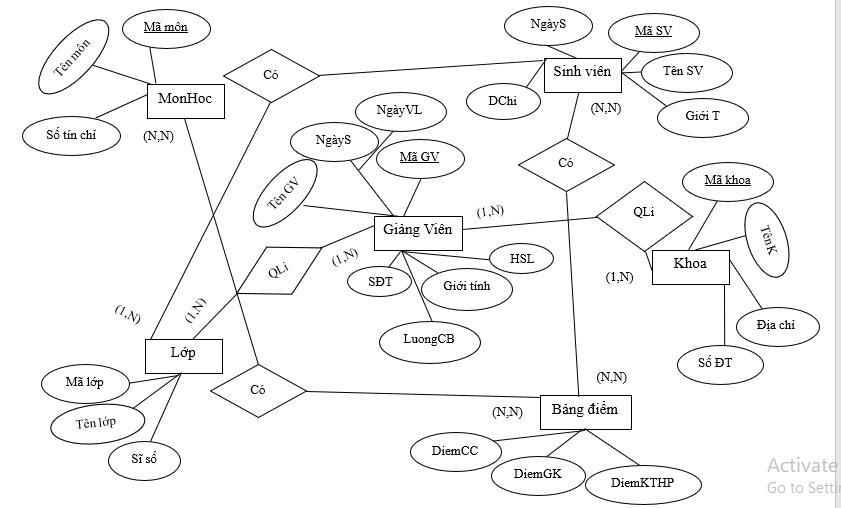 NgàyS
Mã môn
Mã SV
Tên môn
Có
Sinh viên
Tên SV
MonHoc
NgàyVL
DChi
(N,N)
Giới T
Số tín chỉ
(N,N)
NgàyS
Mã GV
Có
Tên GV
Mã khoa
(1,N)
QLi
TênK
Giảng Viên
HSL
QLi
(1,N)
SĐT
Giới tính
(1,N)
Khoa
(1,N)
(1,N)
Địa chỉ
LuongCB
Lớp
Số ĐT
Mã lớp
Có
(N,N)
Tên lớp
(N,N)
Bảng điểm
Sĩ số
DiemCC
DiemGK
DiemKTHP
Activate
Go to Setti